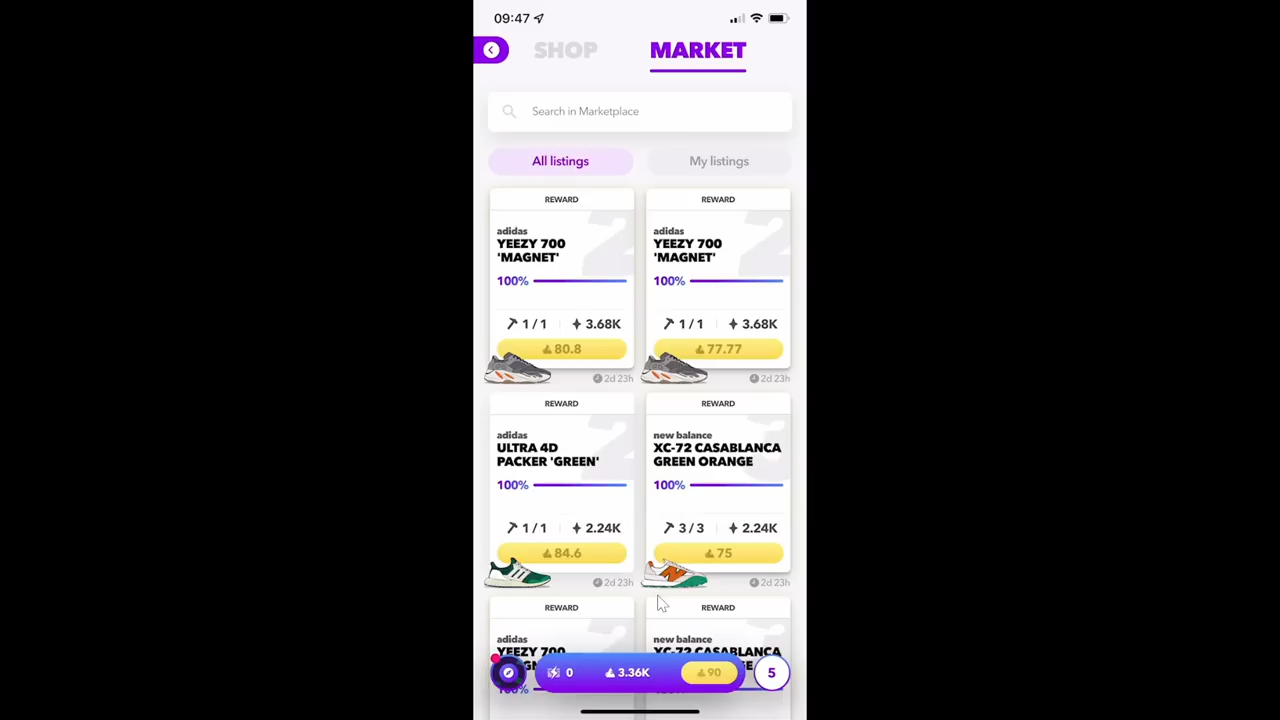 09:47
SHOP MARKET
Search in Marketplace
All listings My listings
REWARD REWARD
adidas adidas
YEEZY 700 YEEZY 700
'MAGNET' 'MAGNET'
100% 100%
1 / 1 3.68K 1 / 1 3.68K
80.8 77.77
2d 23h 2d 23h
REWARD REWARD
adidas new balance
ULTRA 4D XC-72 CASABLANCA
PACKER 'GREEN' GREEN ORANGE
100% 100%
1 / 1 2.24K 3 / 3 2.24K
84.6 75
2d 23h 2d 23h
REWARD REWARD
adidas new balance
YEEZY 700 XC-72 CASABLANCA
0 3.36K 90 5
100%